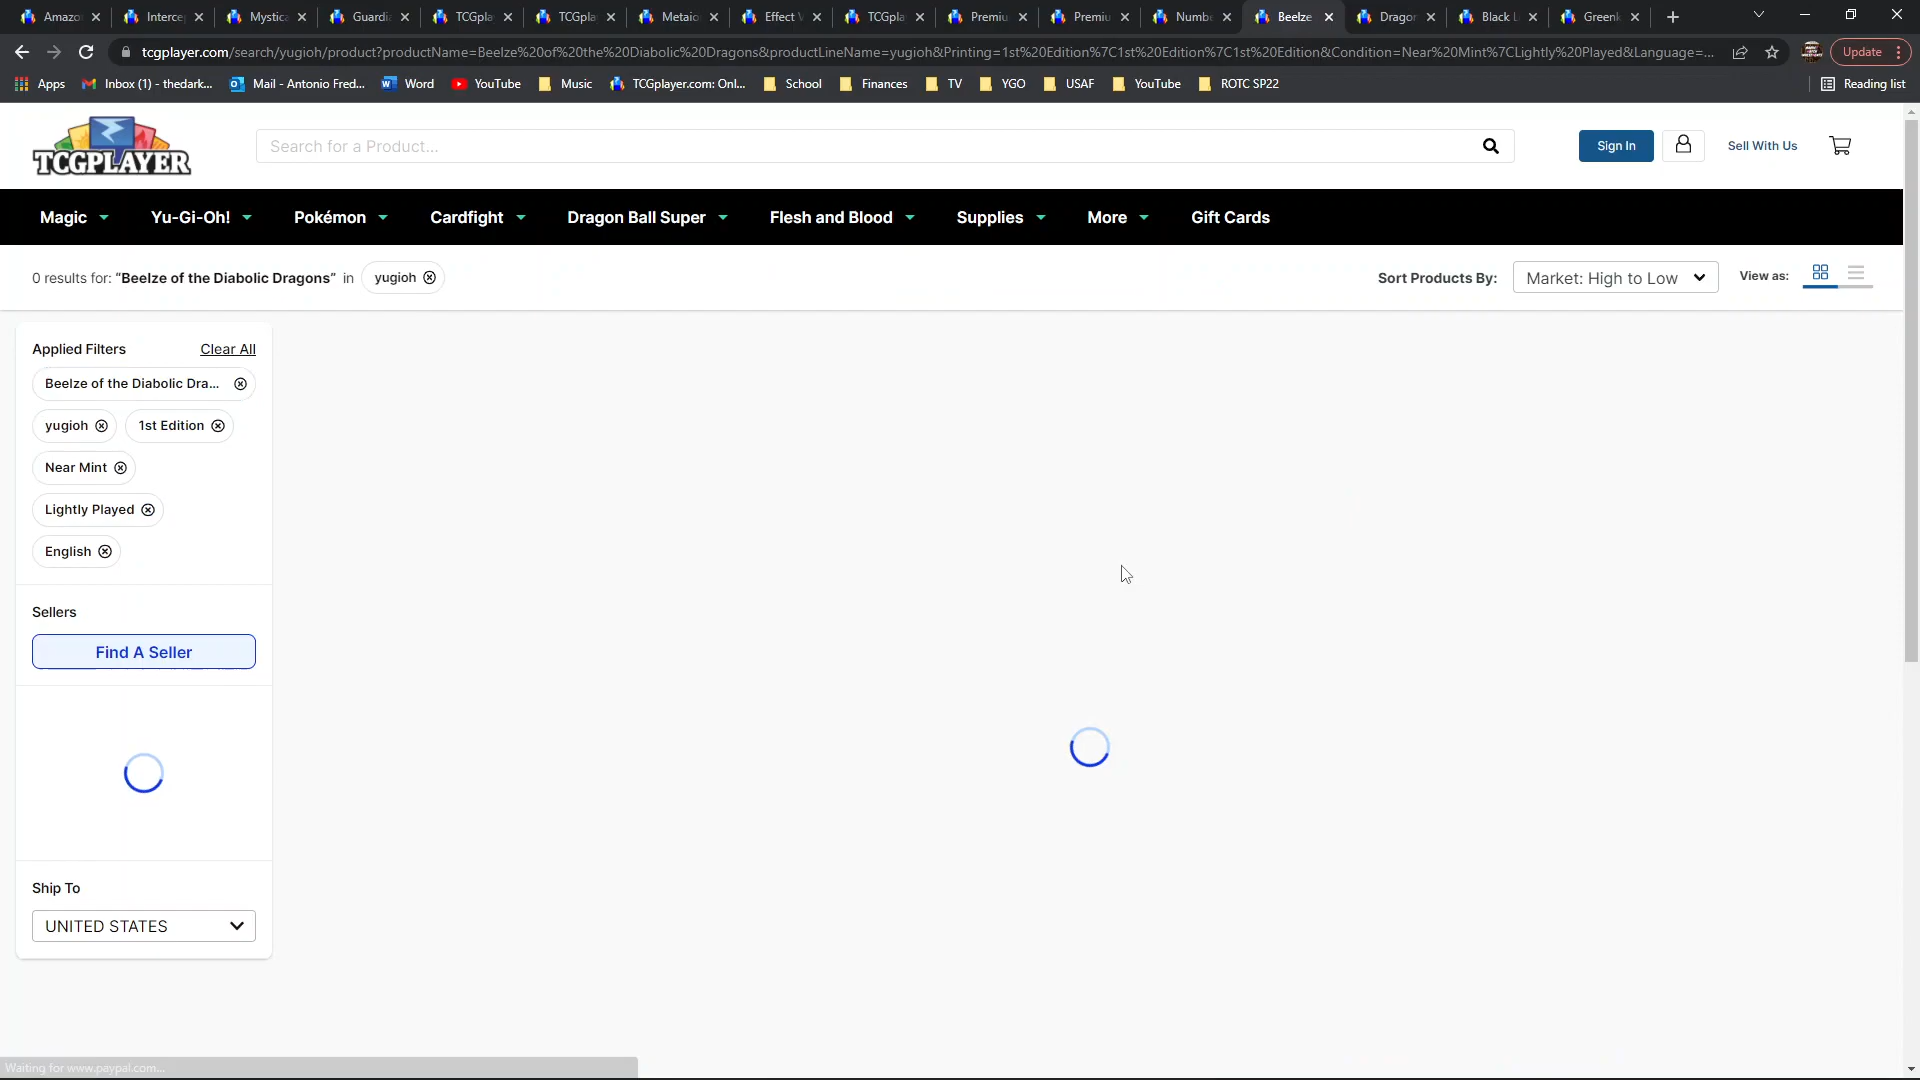 Amazo Interce Mystica Guardi TCGpla TCGpla Metaio Effect V TCGpla Premiu Premiu Numbe Beelze Drago Black L Greenk
tcgplayer.com/search/yugioh/product?productName=Beelze%20of%20the%20Diabolic%20Dragons&productLineName=yugioh&Printing=1st%20Edition%7C1st%20Edition%7C1st%20Edition&Condition=Near%20Mint%7CLightly%20Played&Language=... Update
Apps Inbox (1) - thedark... Mail - Antonio Fred... Word YouTube Music TCGplayer.com: Onl... School Finances TV YGO USAF YouTube ROTC SP22 Reading list
TCGPLAYER Search for a Product... Sign In Sell With Us
Magic Yu-Gi-Oh! Pokémon Cardfight Dragon Ball Super Flesh and Blood Supplies More Gift Cards
0 results for: “Beelze of the Diabolic Dragons” in yugioh Sort Products By: Market: High to Low View as:
Applied Filters Clear All
Beelze of the Diabolic Dra...
yugioh 1st Edition
Near Mint
Lightly Played
English
Sellers
Find A Seller
Ship To
UNITED STATES
Waiting for www.paypal.com...